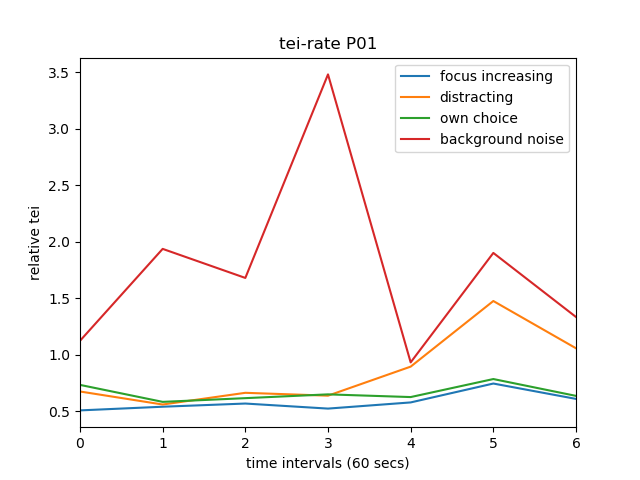 tei-rate P01
focus increasing
distracting
own choice
background noise
relative tei
3.5
3.0
2.5
2.0
1.5
1.0
0.5
0 1 2 3 4 5 6
time intervals (60 secs)